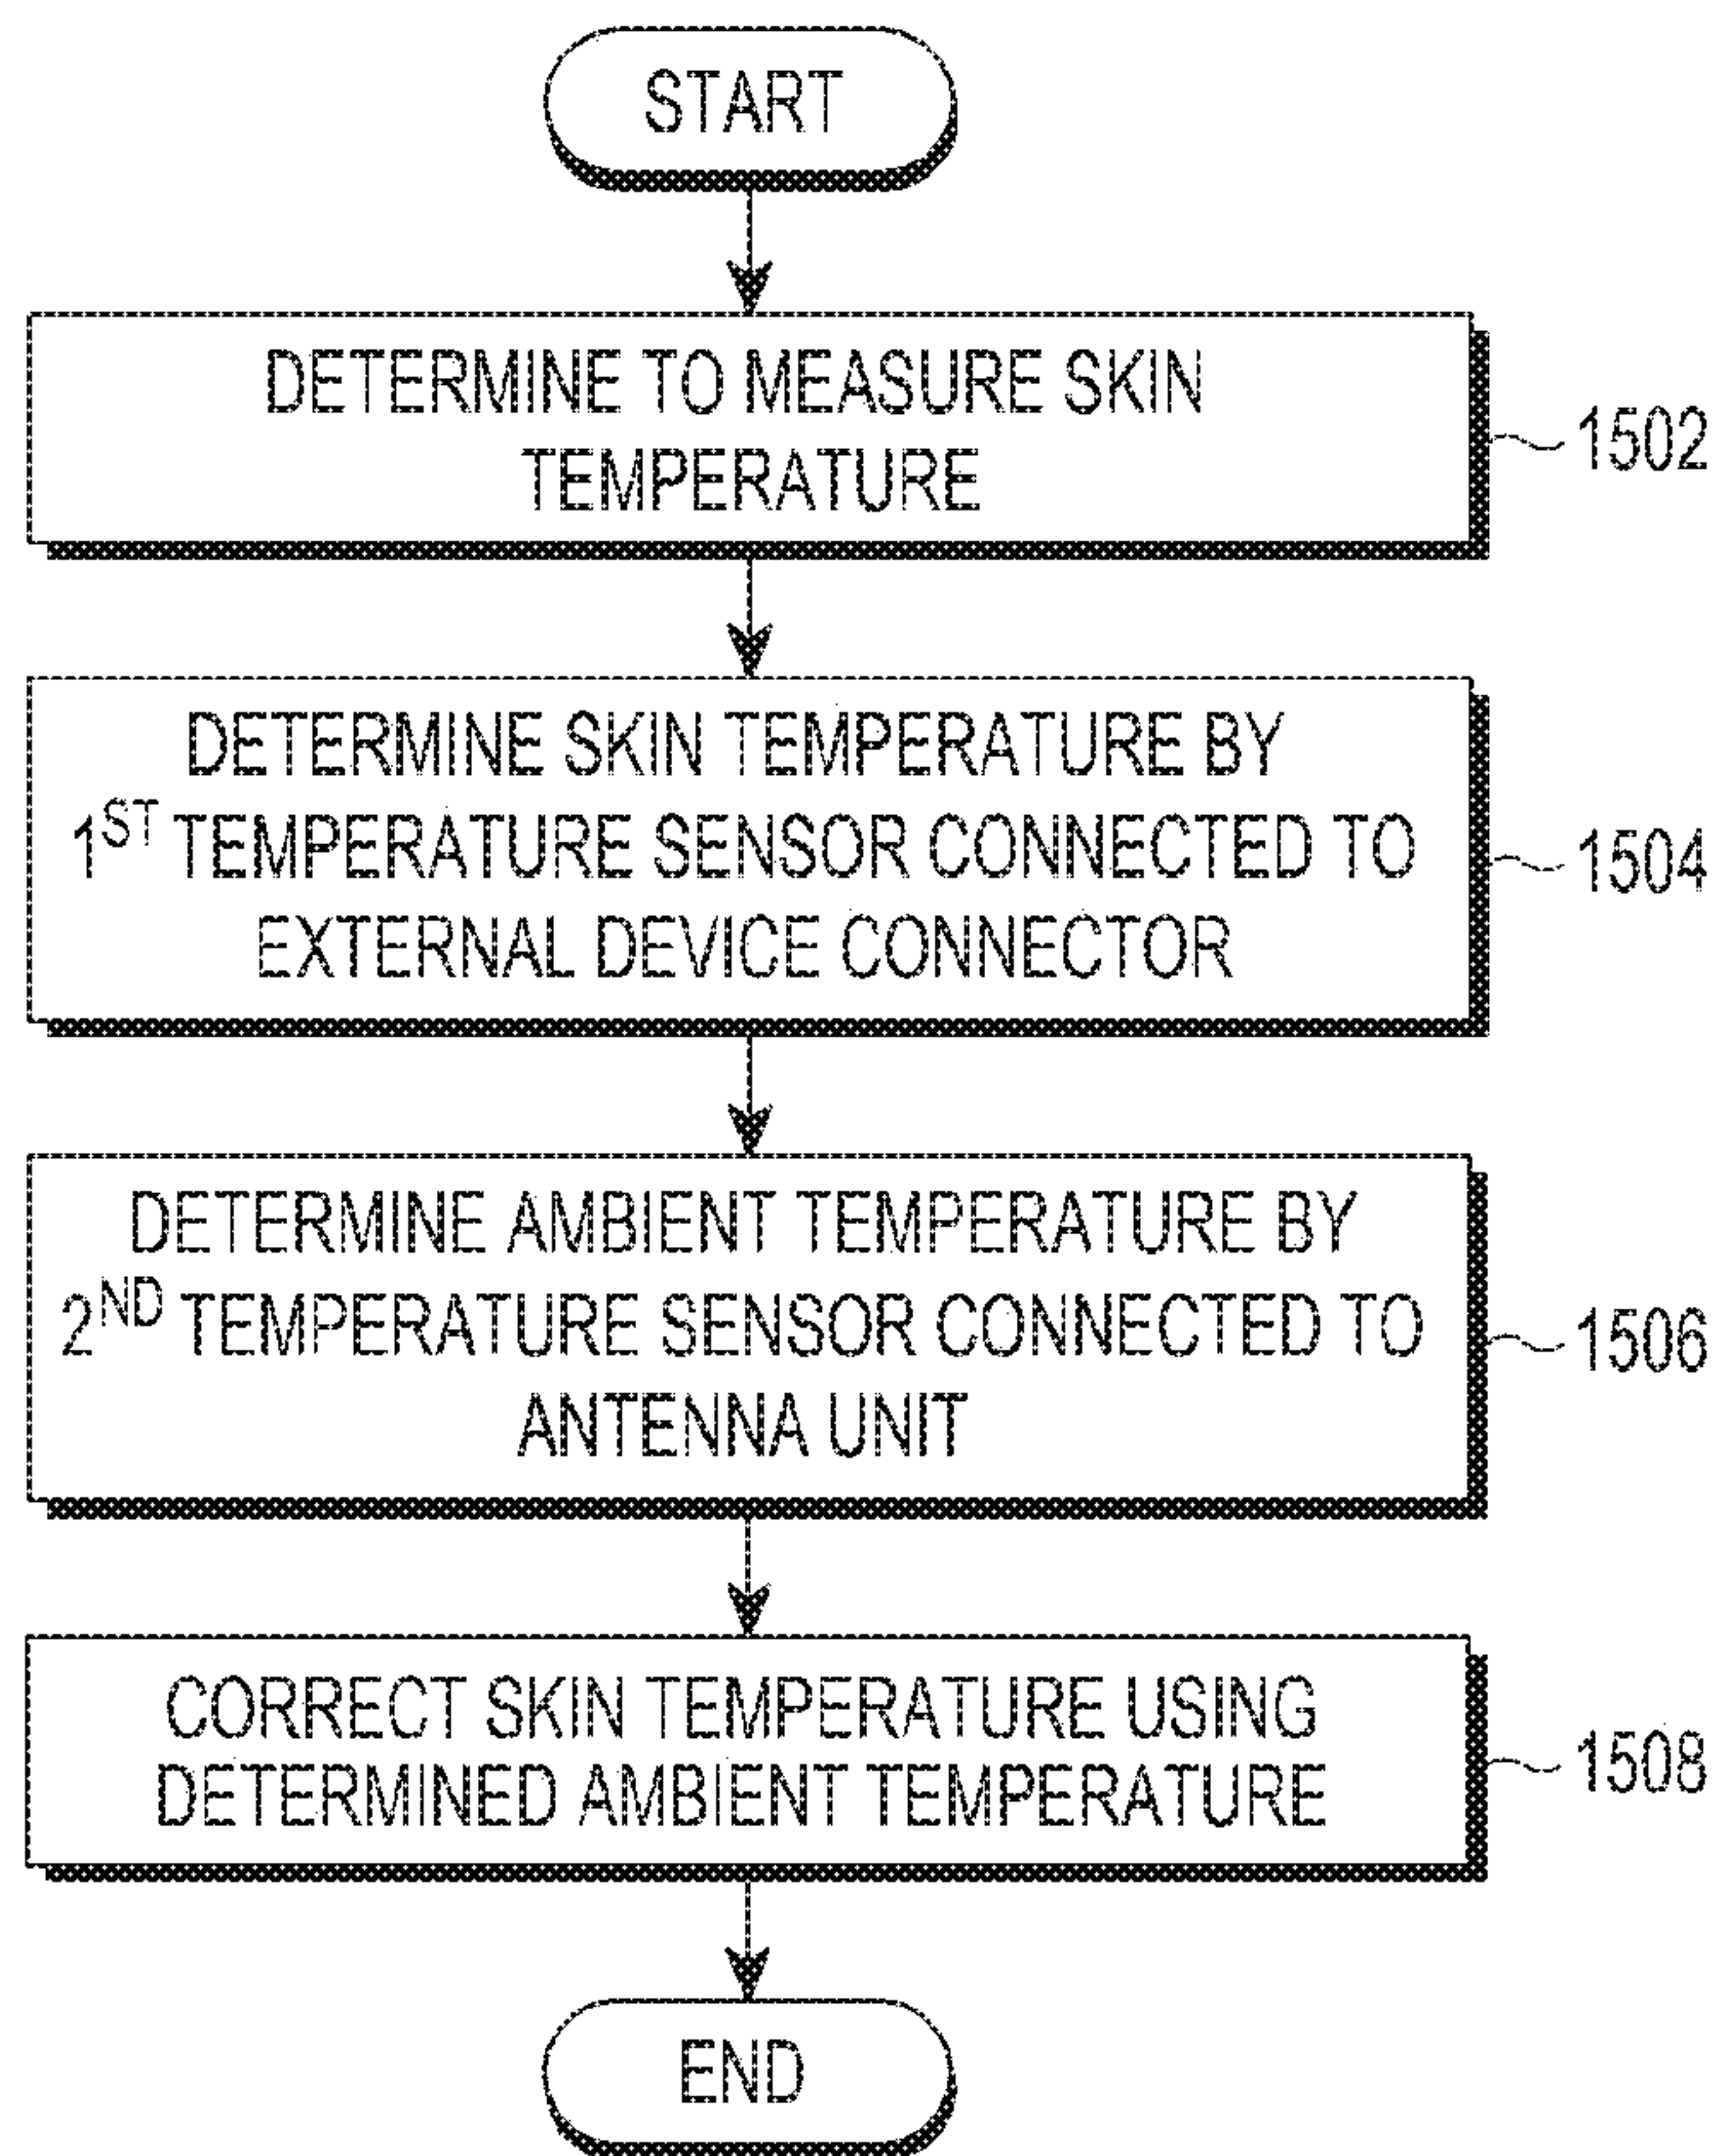 START
DETERMINE TO MEASURE SKIN
TEMPERATURE
1502
DETERMINE SKIN TEMPERATURE BY
1ST TEMPERATURE SENSOR CONNECTED TO
EXTERNAL DEVICE CONNECTOR
1504
DETERMINE AMBIENT TEMPERATURE BY
2ND TEMPERATURE SENSOR CONNECTED TO
ANTENNA UNIT
1506
CORRECT SKIN TEMPERATURE USING
DETERMINED AMBIENT TEMPERATURE
1508
END